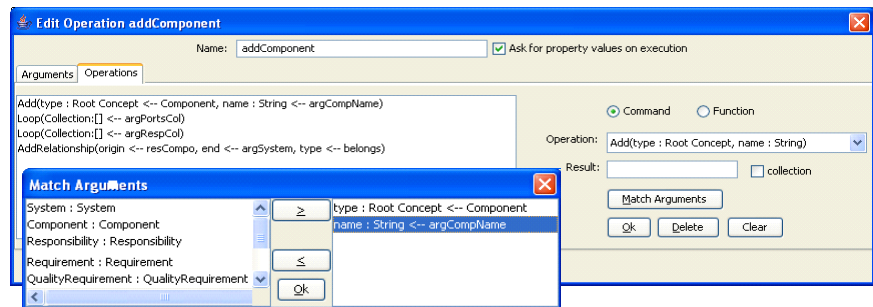 Edit Operation addComponent
Name: addComponent Ask for property values on execution
Arguments Operations
Add(type : Root Concept <-- Component, name : String <-- argCompName)
Loop(Collection:[] <-- argPortsCol)
Loop(Collection:[] <-- argRespCol)
AddRelationship(origin <-- resCompo, end <-- argSystem, type <-- belongs)
Command Function
Operation: Add(type : Root Concept, name : String)
Result: collection
Match Arguments
Ok Delete Clear
Match Arguments
System : System
Component : Component
Responsibility : Responsibility
Requirement : Requirement
QualityRequirement : QualityRequirement
>
<
Ok
type : Root Concept <-- Component
name : String <-- argCompName